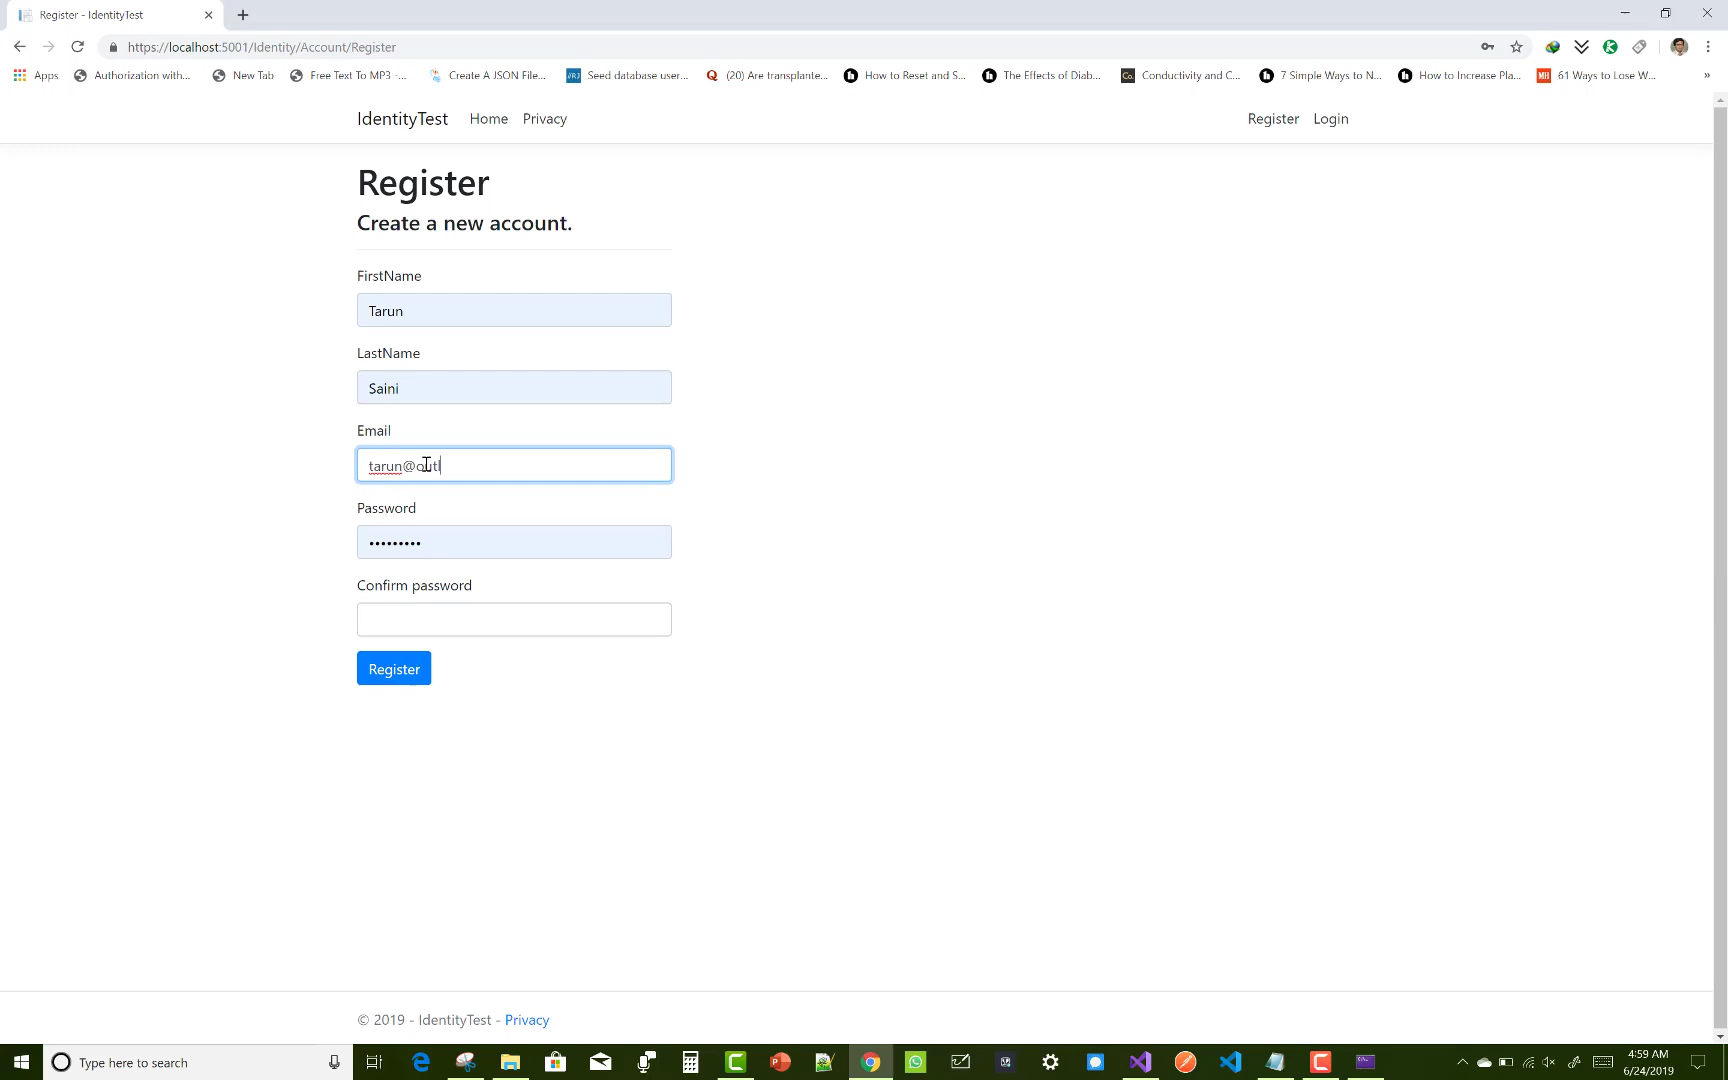 Register - IdentityTest
https://localhost:5001/Identity/Account/Register
Apps Authorization with... New Tab Free Text To MP3 -... Create A JSON File... Seed database user... (20) Are transplante... How to Reset and S... The Effects of Diab... Conductivity and C... 7 Simple Ways to N... How to Increase Pla... 61 Ways to Lose W... »
IdentityTest Home Privacy Register Login
Register
Create a new account.
FirstName
Tarun
LastName
Saini
Email
tarun@outl
Password
•••••••••
Confirm password
Register
© 2019 - IdentityTest - Privacy
Type here to search
4:59 AM
6/24/2019